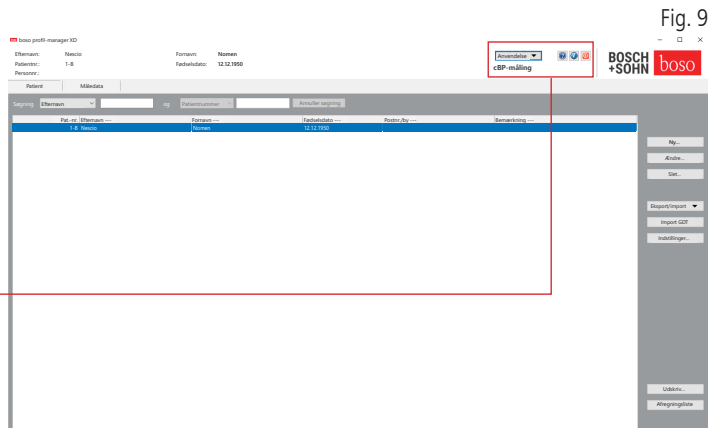 Fig. 9
boso boso profil-manager XD
Efternavn: Nescio Fornavn: Nomen
Patientnr.: 1-8 Fødselsdato: 12.12.1950
Personnr.:
Anvendelse
cBP-måling
BOSCH
+SOHN boso
Patient Måledata
Søgning Efternavn og Patientnummer Annuller søgning
Pat.-nr. Efternavn --- Fornavn --- Fødselsdato --- Postnr./by --- Bemærkning ---
1-8 Nescio Nomen 12.12.1950
Ny...
Ændre...
Slet...
Eksport/import
Import GDT
Indstillinger...
Udskriv...
Afregningsliste